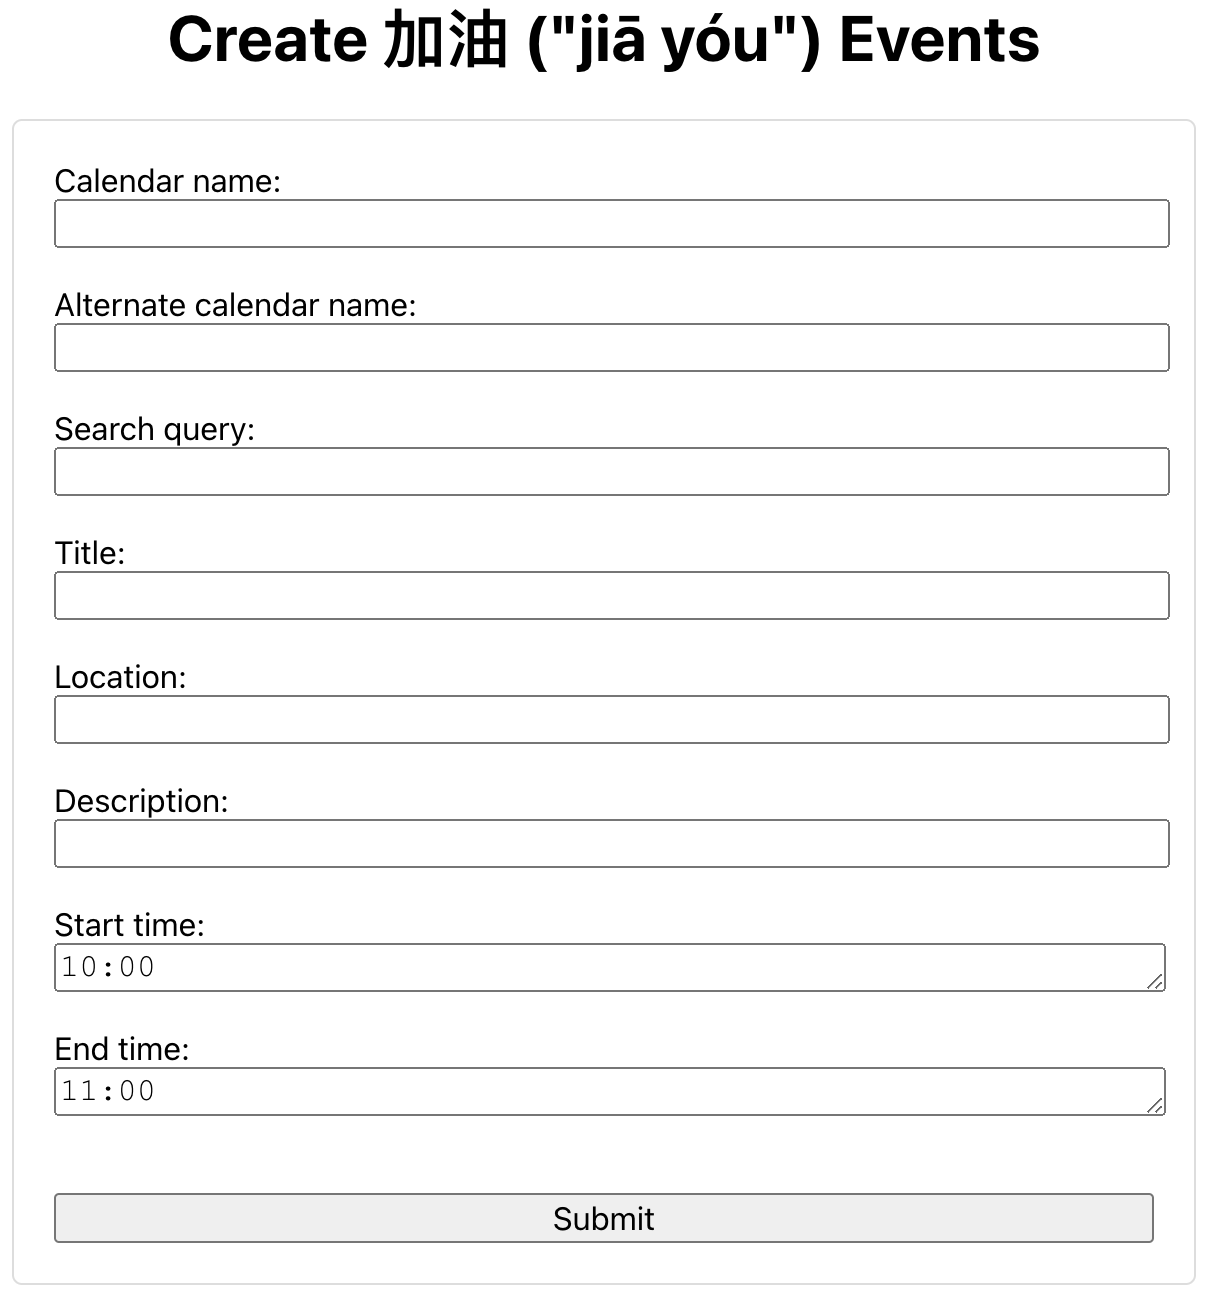 Create 加油 ("jiā yóu") Events
Calendar name:
Alternate calendar name:
Search query:
Title:
Location:
Description:
Start time:
10:00
End time:
11:00
Submit